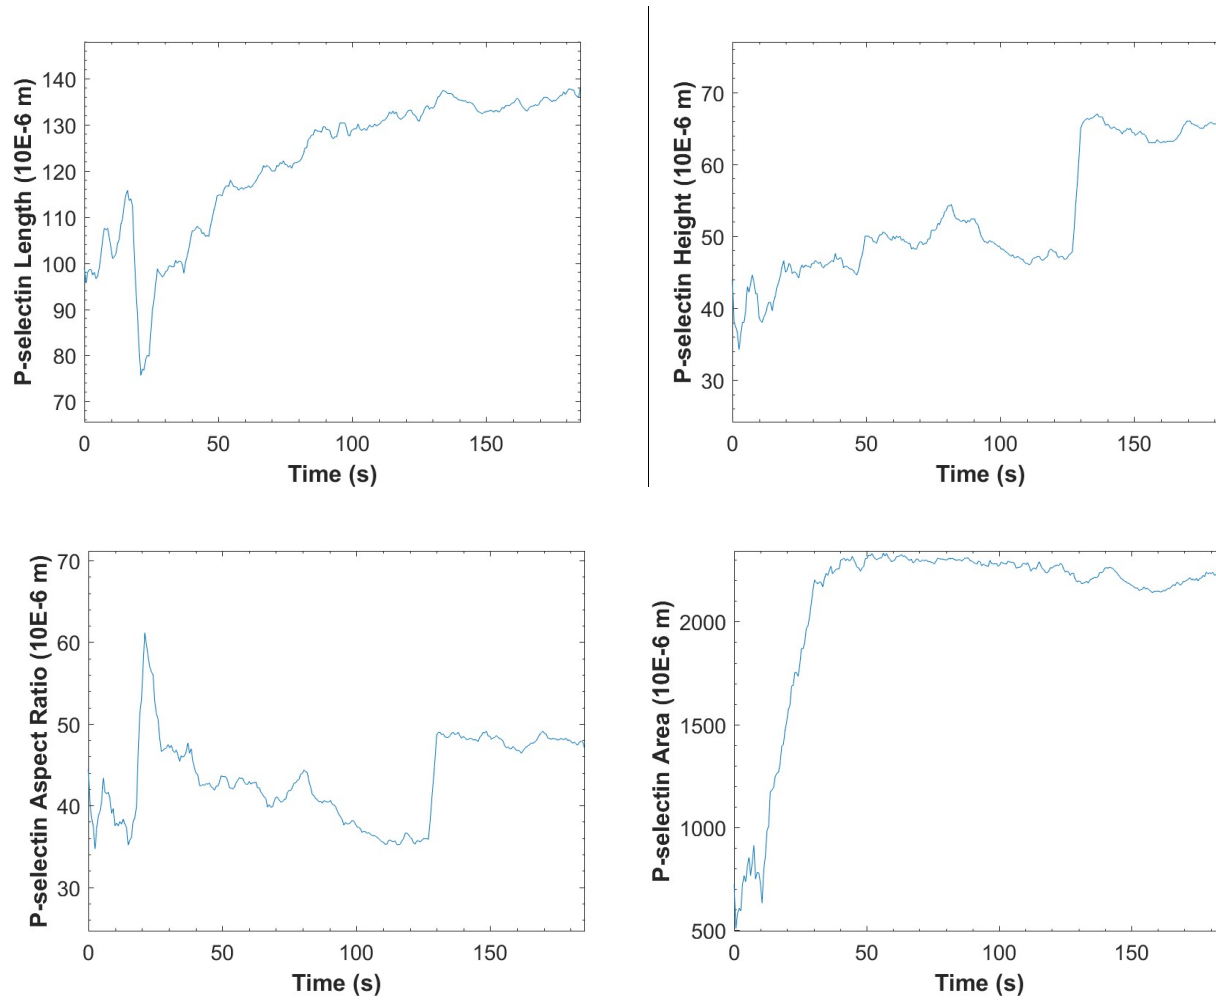 P-selectin Length (10E-6 m)
140
130
120
110
100
90
80
70
0 50 100 150
Time (s)
P-selectin Height (10E-6 m)
70
60
50
40
30
0 50 100 150
Time (s)
P-selectin Aspect Ratio (10E-6 m)
70
60
50
40
30
0 50 100 150
Time (s)
P-selectin Area (10E-6 m)
2000
1500
1000
500
0 50 100 150
Time (s)